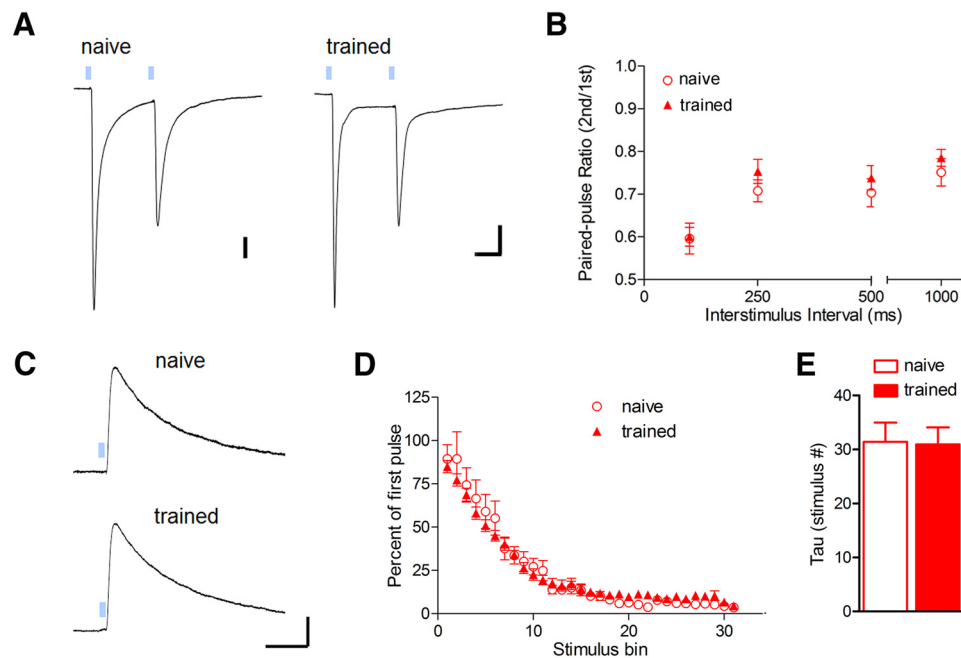 A
naive
trained
B
Paired-pulse Ratio (2nd/1st)
1.0
0.9
0.8
0.7
0.6
0.5
naive
trained
0
250
500
1000
Interstimulus Interval (ms)
C
naive
trained
D
Percent of first pulse
125
100
75
50
25
0
naive
trained
0
10
20
30
Stimulus bin
E
naive
trained
Tau (stimulus #)
40
30
20
10
0